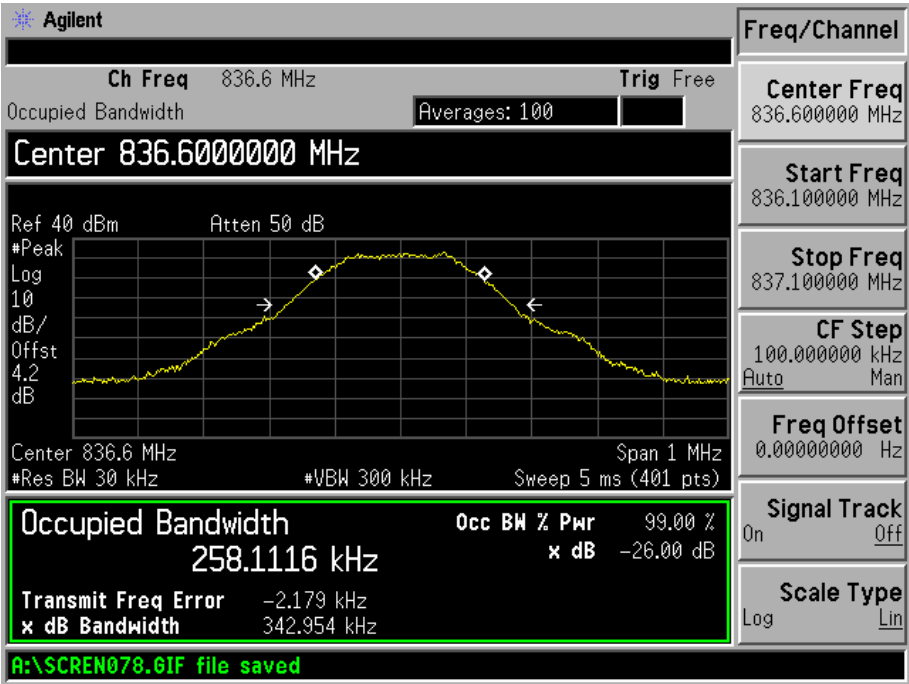 Agilent
Freq/Channel
Ch Freq 836.6 MHz Trig Free
Occupied Bandwidth Averages: 100
Center 836.6000000 MHz
Ref 40 dBm Atten 50 dB
#Peak
Log
10
dB/
Offst
4.2
dB
Center 836.6 MHz Span 1 MHz
#Res BW 30 kHz #VBW 300 kHz Sweep 5 ms (401 pts)
Occupied Bandwidth Occ BW % Pwr 99.00 %
258.1116 kHz x dB -26.00 dB
Transmit Freq Error -2.179 kHz
x dB Bandwidth 342.954 kHz
A:\SCREN078.GIF file saved
Center Freq
836.600000 MHz
Start Freq
836.100000 MHz
Stop Freq
837.100000 MHz
CF Step
100.000000 kHz
Auto Man
Freq Offset
0.00000000 Hz
Signal Track
On Off
Scale Type
Log Lin